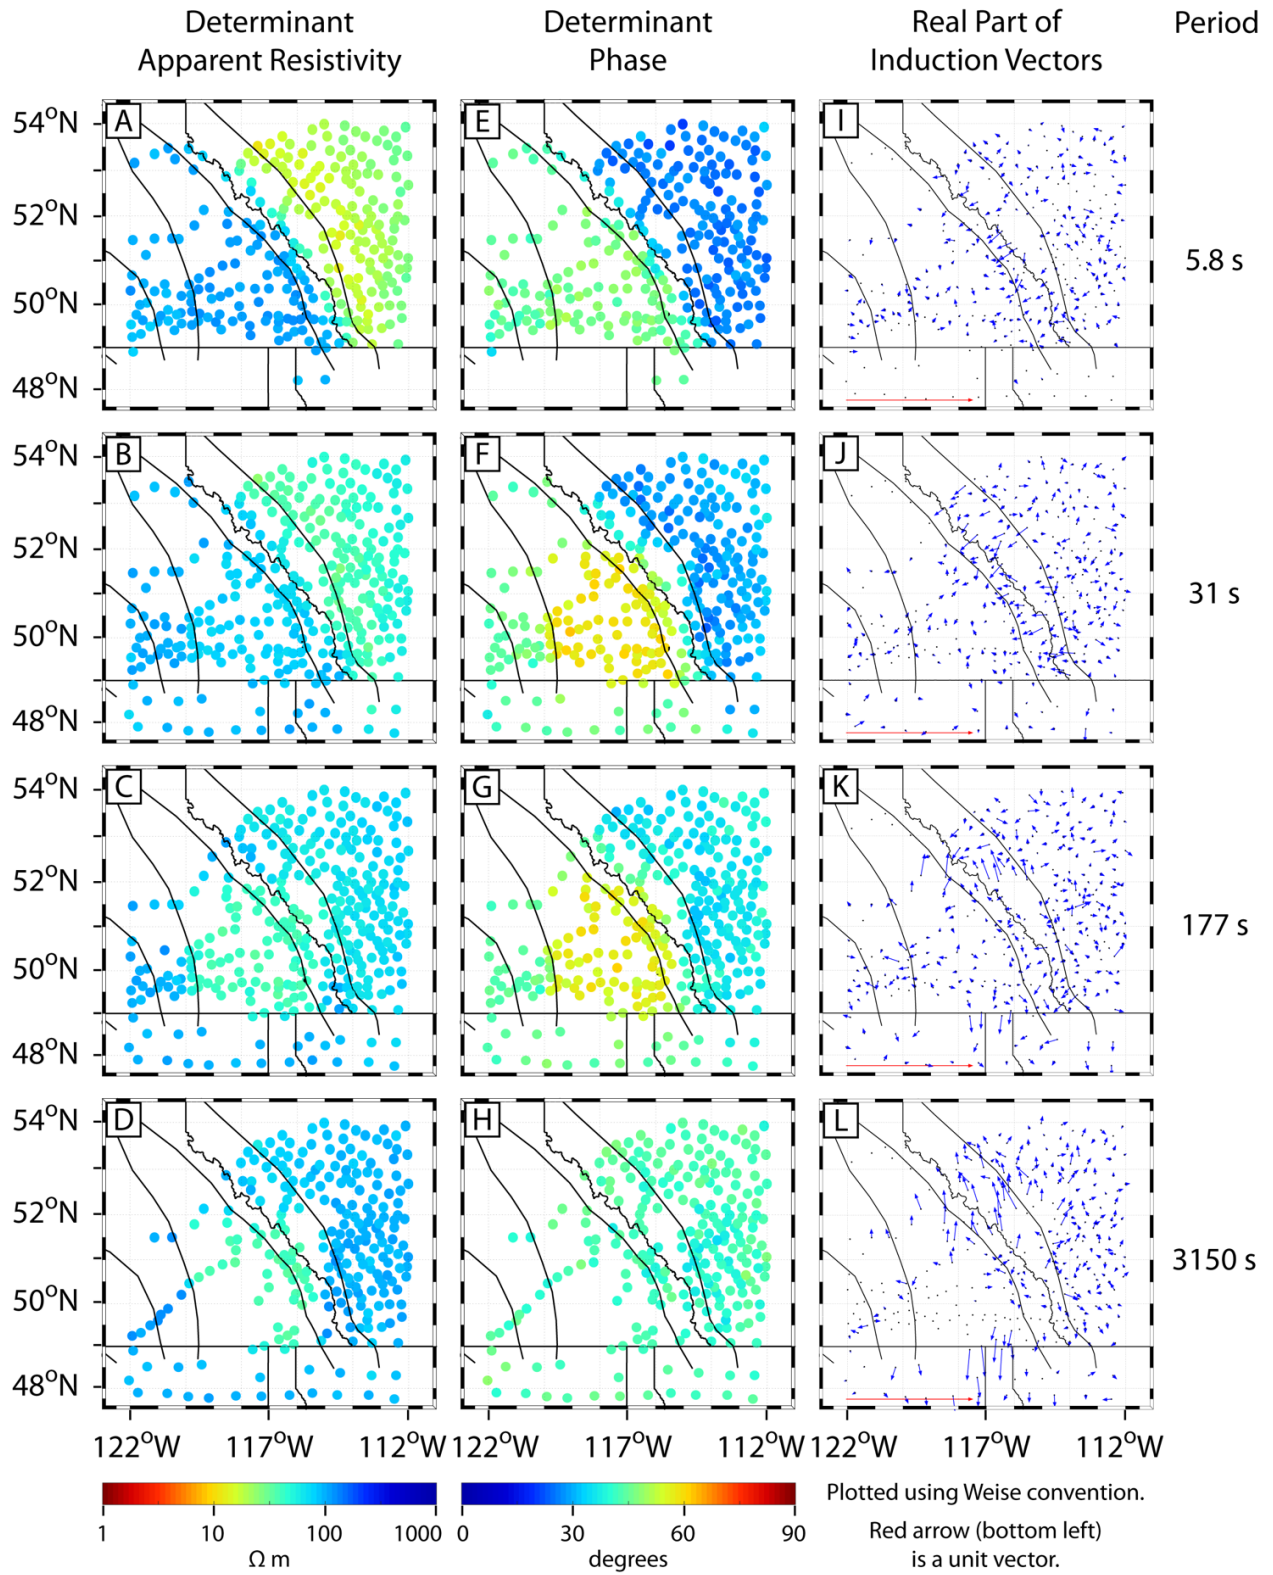 Determinant
Apparent Resistivity
Determinant
Phase
Real Part of
Induction Vectors
Period
A
E
I
54°N
52°N
50°N
48°N
5.8 s
B
F
J
54°N
52°N
50°N
48°N
31 s
C
G
K
54°N
52°N
50°N
48°N
177 s
D
H
L
54°N
52°N
50°N
48°N
3150 s
122°W 117°W 112°W
122°W 117°W 112°W
122°W 117°W 112°W
1 10 100 1000
Ω m
0 30 60 90
degrees
Plotted using Weise convention.
Red arrow (bottom left)
is a unit vector.